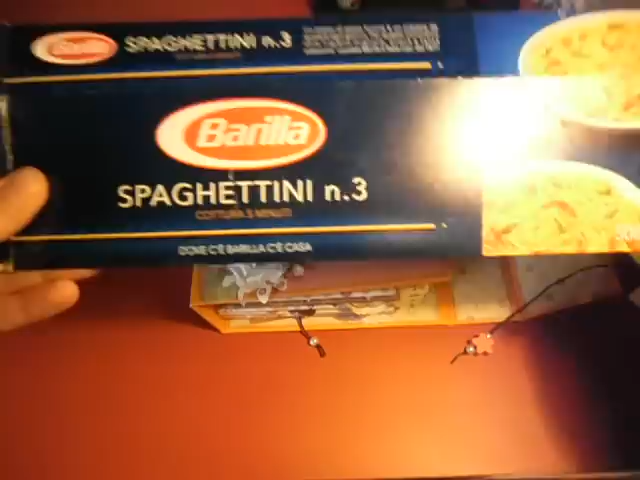 Barilla
SPAGHETTINI n.3
Barilla
SPAGHETTINI n.3
COTTURA 5 MINUTI
DOVE C'È BARILLA C'È CASA